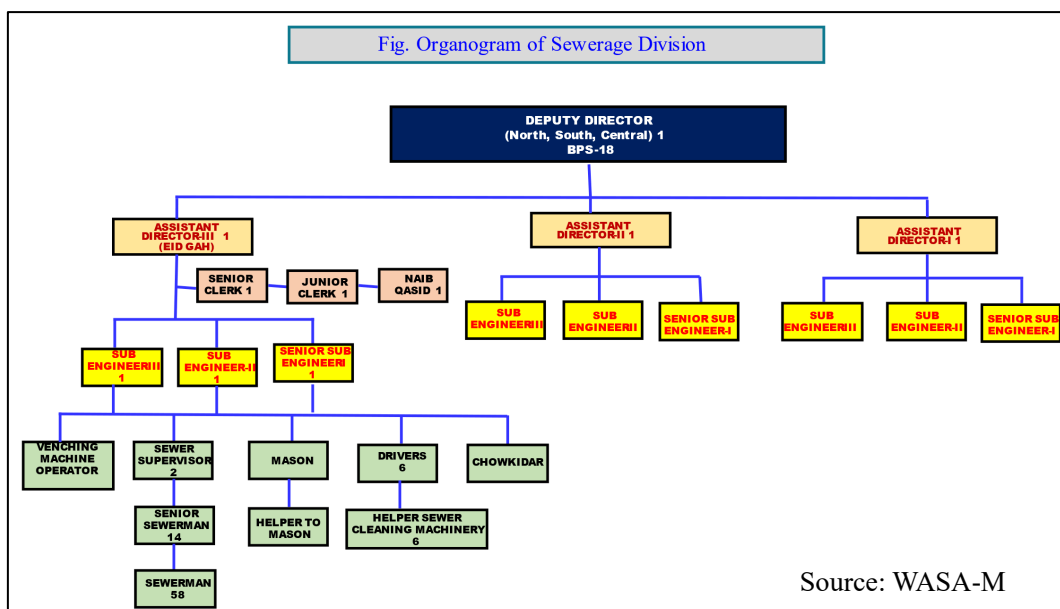 Fig. Organogram of Sewerage Division
DEPUTY DIRECTOR
(North, South, Central) 1
BPS-18
ASSISTANT
DIRECTOR-III 1
(EID GAH)
ASSISTANT
DIRECTOR-II 1
ASSISTANT
DIRECTOR-I 1
SENIOR
CLERK 1
JUNIOR
CLERK 1
NAIB
QASID 1
SUB
ENGINEERIII
SUB
ENGINEERII
SENIOR SUB
ENGINEER-I
SUB
ENGINEERIII
SUB
ENGINEER-II
SENIOR SUB
ENGINEER-I
SUB
ENGINEERIII
1
SUB
ENGINEER-II
1
SENIOR SUB
ENGINEERI
1
VENCHING
MACHINE
OPERATOR
SEWER
SUPERVISOR
2
MASON
DRIVERS
6
CHOWKIDAR
SENIOR
SEWERMAN
14
HELPER TO
MASON
HELPER SEWER
CLEANING MACHINERY
6
SEWERMAN
58
Source: WASA-M